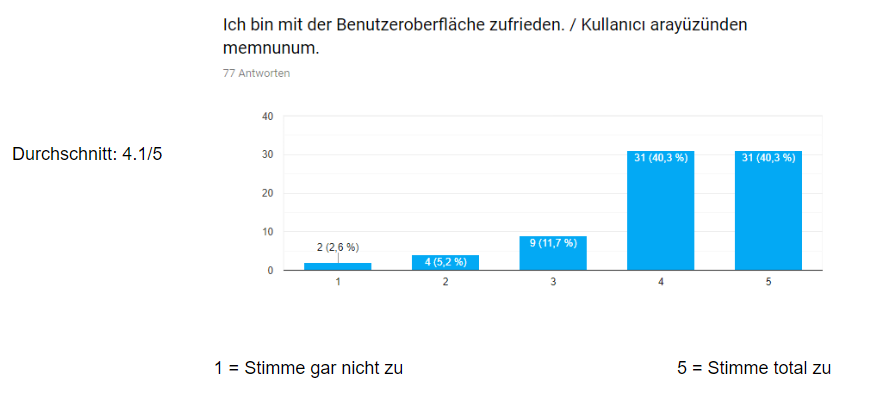 Ich bin mit der Benutzeroberfläche zufrieden. / Kullanıcı arayüzünden
memnunum.
77 Antworten
Durchschnitt: 4.1/5
40
30
20
10
0
2 (2,6 %)
4 (5,2 %)
9 (11,7 %)
31 (40,3 %)
31 (40,3 %)
1 2 3 4 5
1 = Stimme gar nicht zu
5 = Stimme total zu